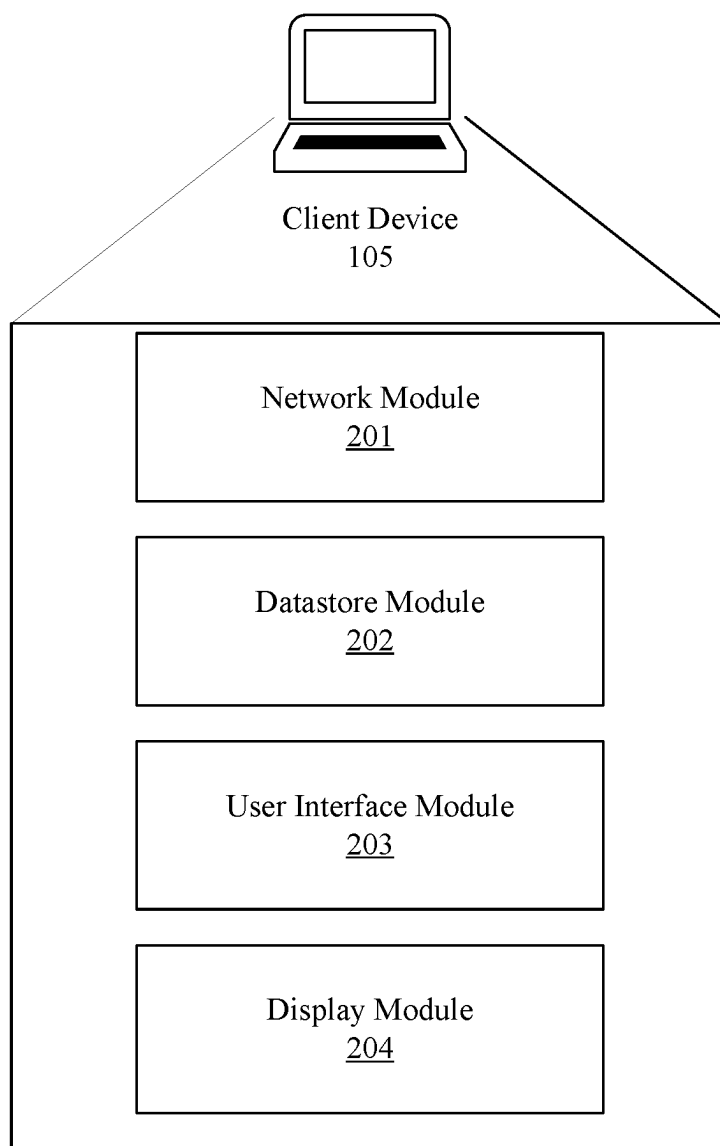 Client Device
105
Network Module
201
Datastore Module
202
User Interface Module
203
Display Module
204